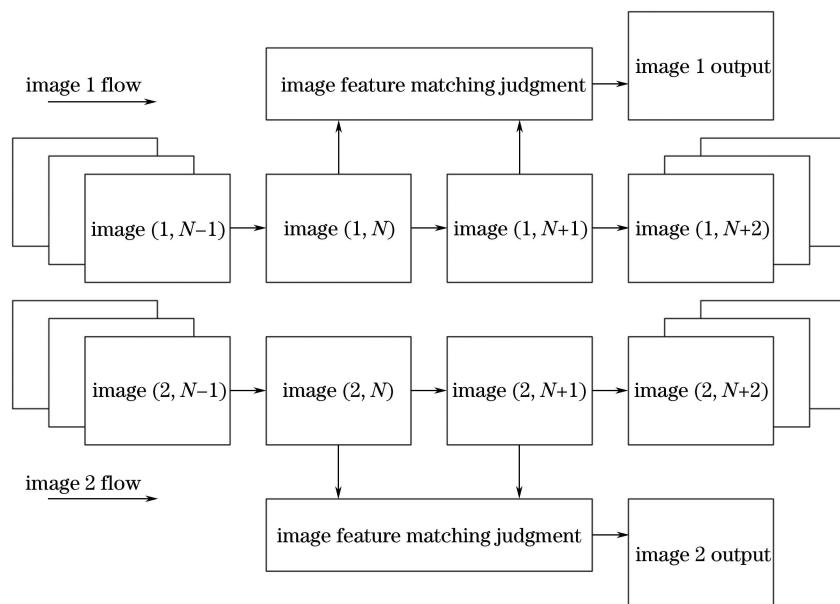 image 1 flow
image feature matching judgment
image 1 output
image (1, N−1)
image (1, N)
image (1, N+1)
image (1, N+2)
image (2, N−1)
image (2, N)
image (2, N+1)
image (2, N+2)
image 2 flow
image feature matching judgment
image 2 output